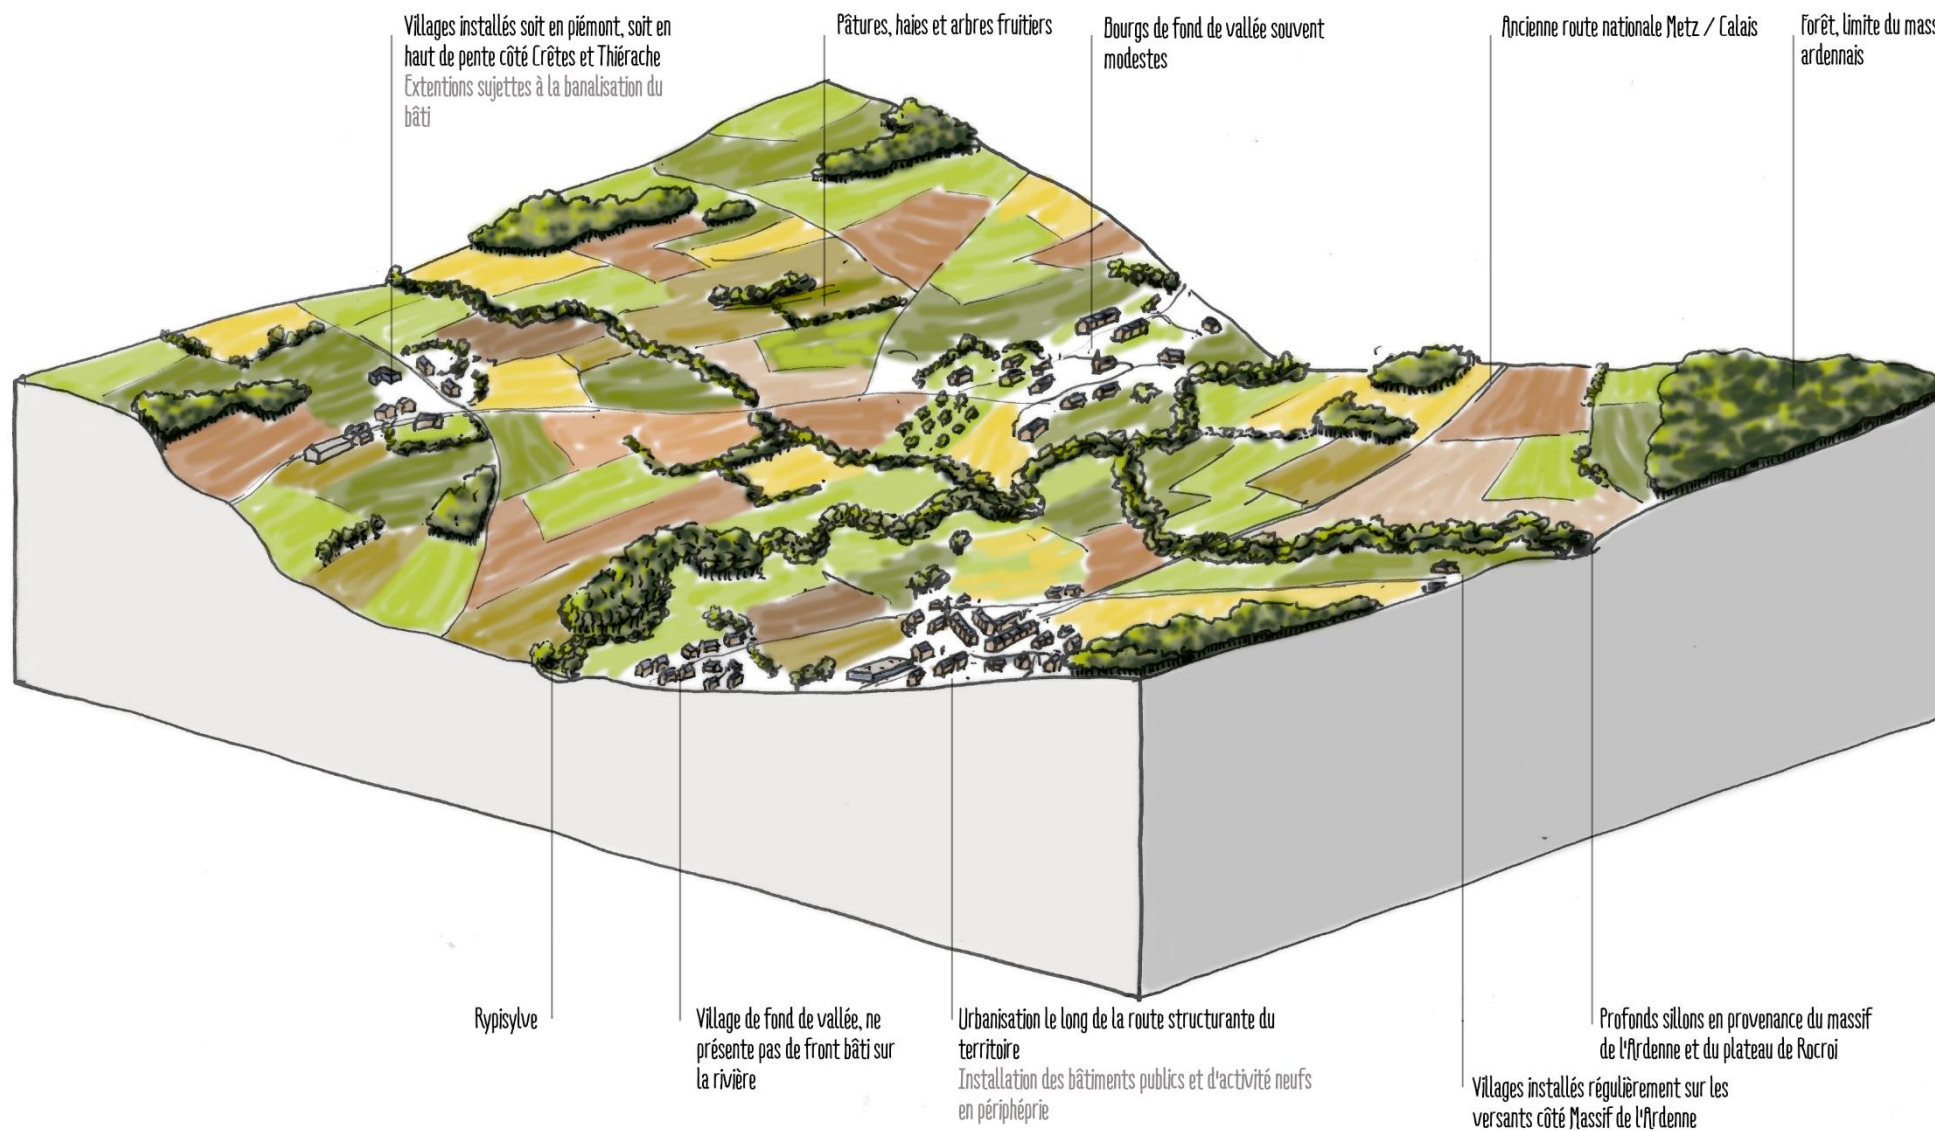 Villages installés soit en piémont, soit en
haut de pente côté Crêtes et Thiérache
Extentions sujettes à la banalisation du
bâti
Pâtures, haies et arbres fruitiers
Bourgs de fond de vallée souvent
modestes
Ancienne route nationale Metz / Calais
Forêt, limite du mass
ardennais
Rypisylve
Village de fond de vallée, ne
présente pas de front bâti sur
la rivière
Urbanisation le long de la route structurante du
territoire
Installation des bâtiments publics et d'activité neufs
en périphéprie
Profonds sillons en provenance du massif
de l'Ardenne et du plateau de Rocroi
Villages installés régulièrement sur les
versants côté Massif de l'Ardenne